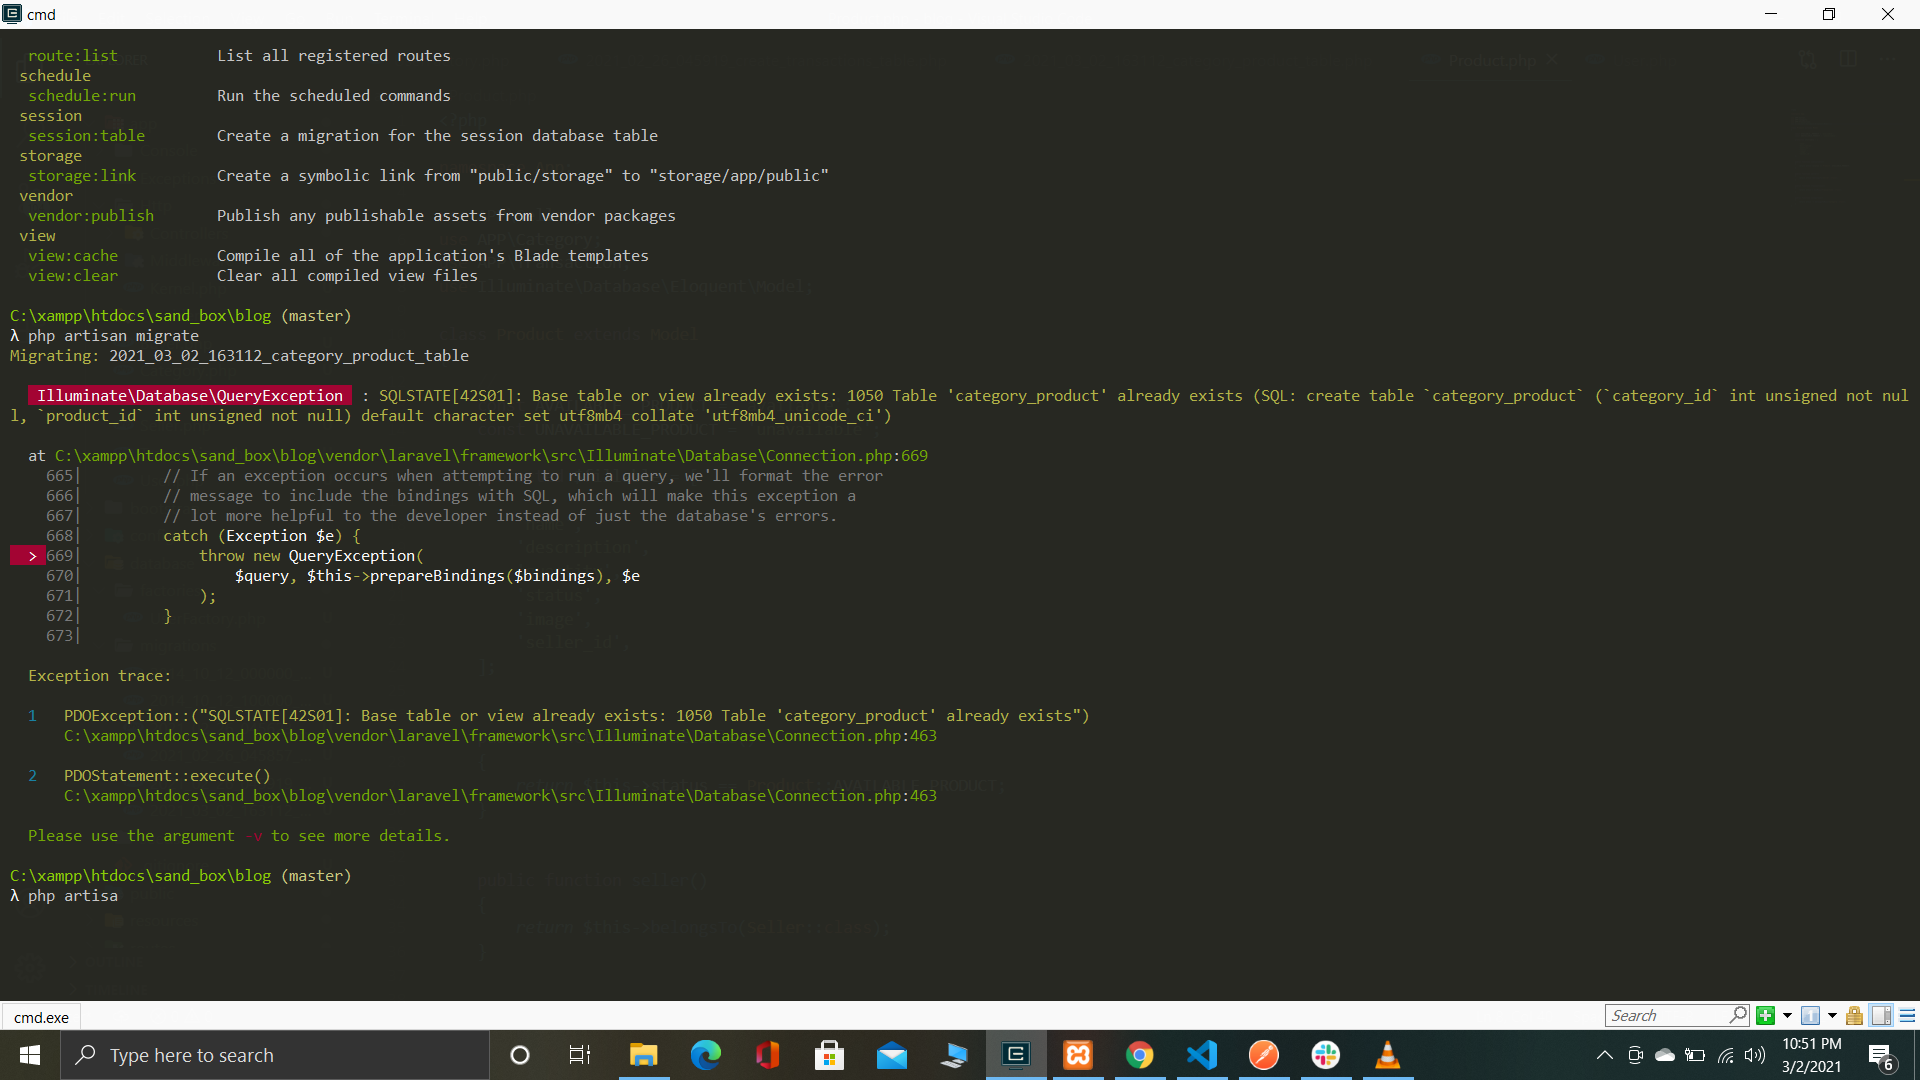 cmd
route:list List all registered routes
schedule
schedule:run Run the scheduled commands
session
session:table Create a migration for the session database table
storage
storage:link Create a symbolic link from "public/storage" to "storage/app/public"
vendor
vendor:publish Publish any publishable assets from vendor packages
view
view:cache Compile all of the application's Blade templates
view:clear Clear all compiled view files
C:\xampp\htdocs\sand_box\blog (master)
λ php artisan migrate
Migrating: 2021_03_02_163112_category_product_table
Illuminate\Database\QueryException : SQLSTATE[42S01]: Base table or view already exists: 1050 Table 'category_product' already exists (SQL: create table `category_product` (`category_id` int unsigned not nul
l, `product_id` int unsigned not null) default character set utf8mb4 collate 'utf8mb4_unicode_ci')
at C:\xampp\htdocs\sand_box\blog\vendor\laravel\framework\src\Illuminate\Database\Connection.php:669
665| // If an exception occurs when attempting to run a query, we'll format the error
666| // message to include the bindings with SQL, which will make this exception a
667| // lot more helpful to the developer instead of just the database's errors.
668| catch (Exception $e) {
> 669| throw new QueryException(
670| $query, $this->prepareBindings($bindings), $e
671| );
672| }
673|
Exception trace:
1 PDOException::("SQLSTATE[42S01]: Base table or view already exists: 1050 Table 'category_product' already exists")
C:\xampp\htdocs\sand_box\blog\vendor\laravel\framework\src\Illuminate\Database\Connection.php:463
2 PDOStatement::execute()
C:\xampp\htdocs\sand_box\blog\vendor\laravel\framework\src\Illuminate\Database\Connection.php:463
Please use the argument -v to see more details.
C:\xampp\htdocs\sand_box\blog (master)
λ php artisa
cmd.exe
Search
Type here to search
10:51 PM
3/2/2021
6